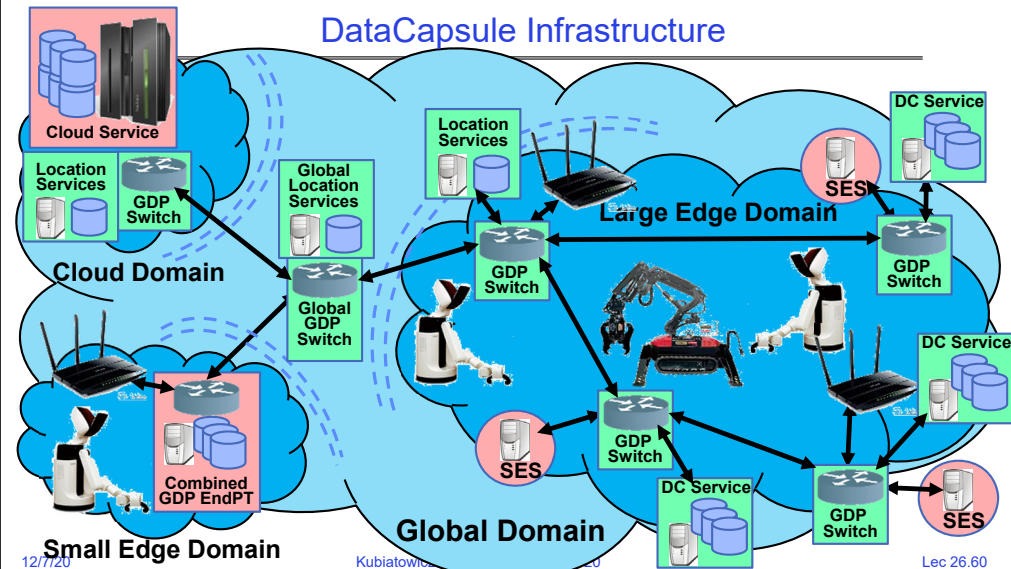 DataCapsule Infrastructure
Cloud Service
Location
Services
GDP
Switch
Cloud Domain
Global
Location
Services
Global
GDP
Switch
Location
Services
GDP
Switch
Large Edge Domain
SES
DC Service
GDP
Switch
DC Service
SES
GDP
Switch
DC Service
GDP
Switch
SES
Combined
GDP EndPT
Small Edge Domain
Global Domain
12/7/20
20
Lec 26.60